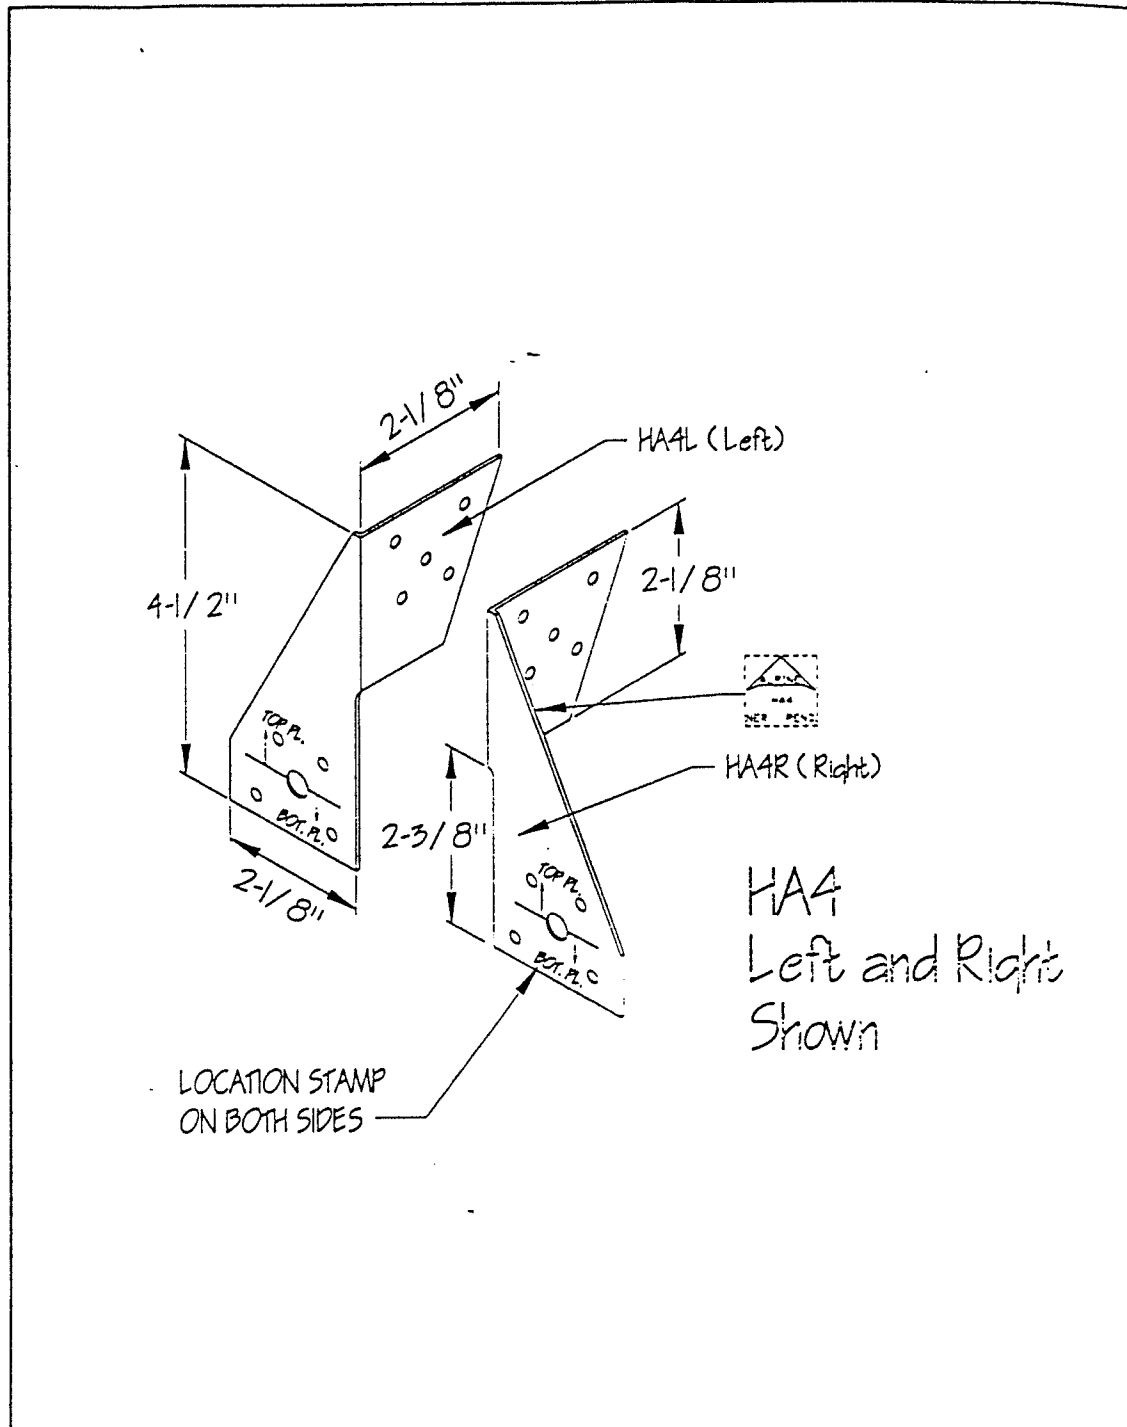 2-1/8"
HA4L (Left)
4-1/2"
2-1/8"
HA4
HA4R (Right)
TOP PL.
BOT. PL.
2-3/8"
2-1/8"
TOP PL.
BOT. PL.
HA4
Left and Right
Shown
LOCATION STAMP
ON BOTH SIDES